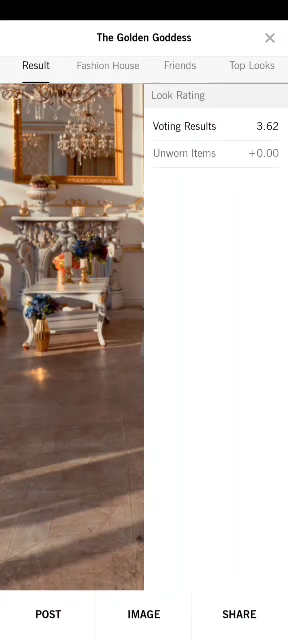 The Golden Goddess
Result Fashion House Friends Top Looks
Look Rating
Voting Results 3.62
Unworn Items +0.00
POST IMAGE SHARE